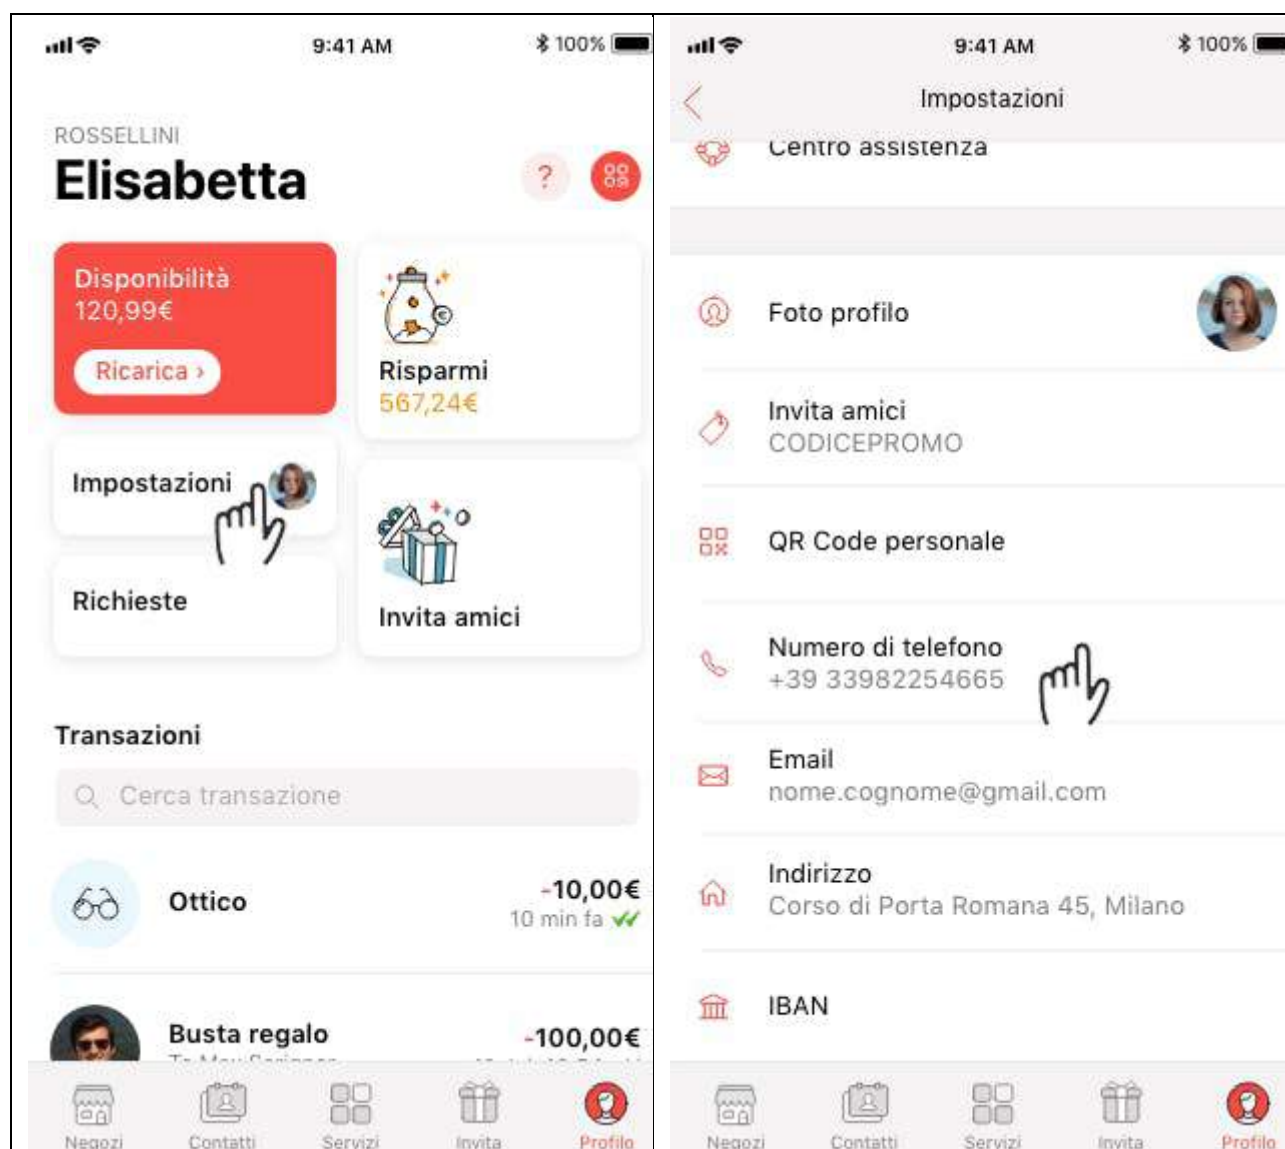 9:41 AM
100%
ROSSELLINI
Elisabetta
?
Disponibilità
120,99€
Ricarica ›
Risparmi
567,24€
Impostazioni
Richieste
Invita amici
Transazioni
Cerca transazione
Ottico
-10,00€
10 min fa
Busta regalo
-100,00€
Negozi
Contatti
Servizi
Invita
Profilo
9:41 AM
100%
Impostazioni
Centro assistenza
Foto profilo
Invita amici
CODICEPROMO
QR Code personale
Numero di telefono
+39 33982254665
Email
nome.cognome@gmail.com
Indirizzo
Corso di Porta Romana 45, Milano
IBAN
Negozi
Contatti
Servizi
Invita
Profilo